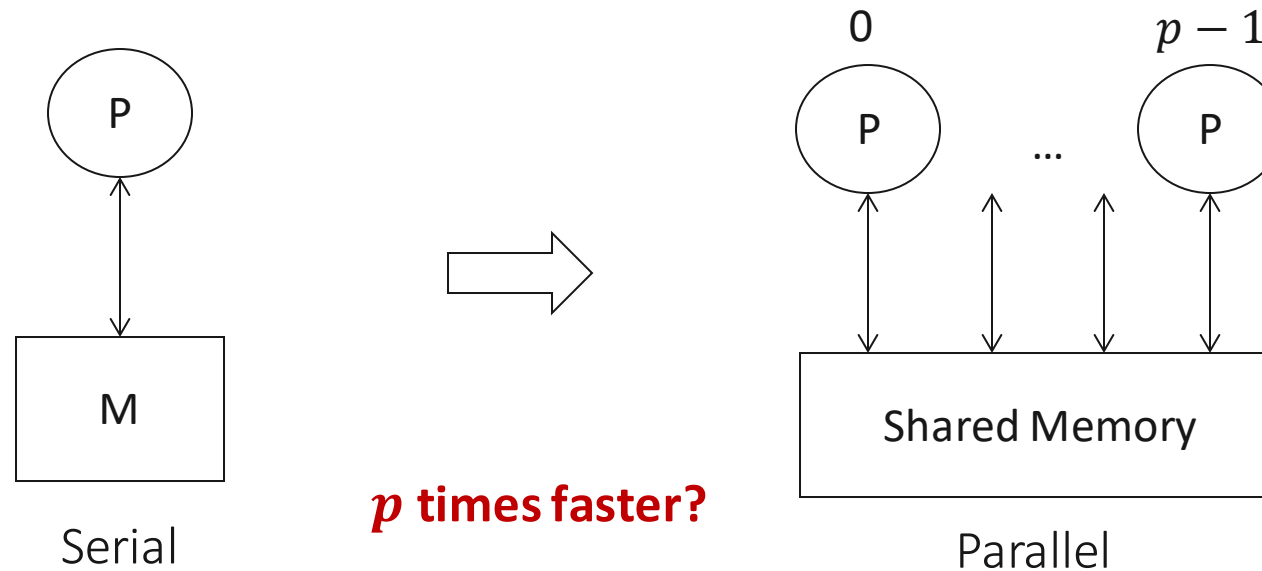 P
M
Serial
p times faster?
0
p − 1
P
...
P
Shared Memory
Parallel